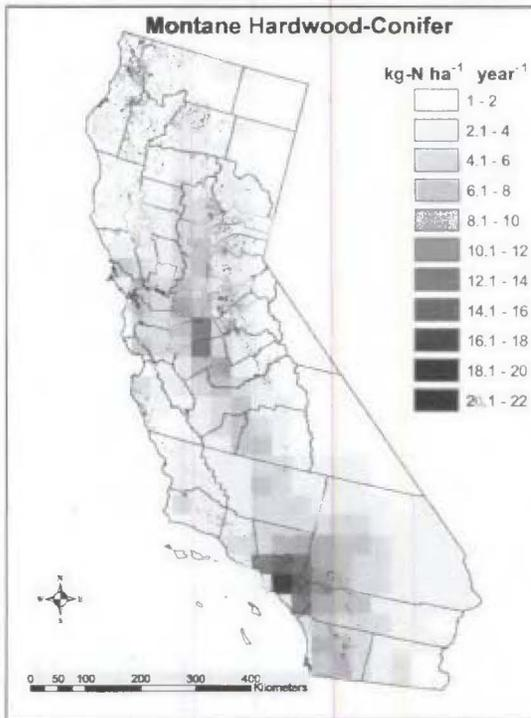 Montane Hardwood-Conifer
kg-N ha⁻¹ year⁻¹
1 - 2
2.1 - 4
4.1 - 6
6.1 - 8
8.1 - 10
10.1 - 12
12.1 - 14
14.1 - 16
16.1 - 18
18.1 - 20
20.1 - 22
N
W E
S
0 50 100 200 300 400
Kilometers